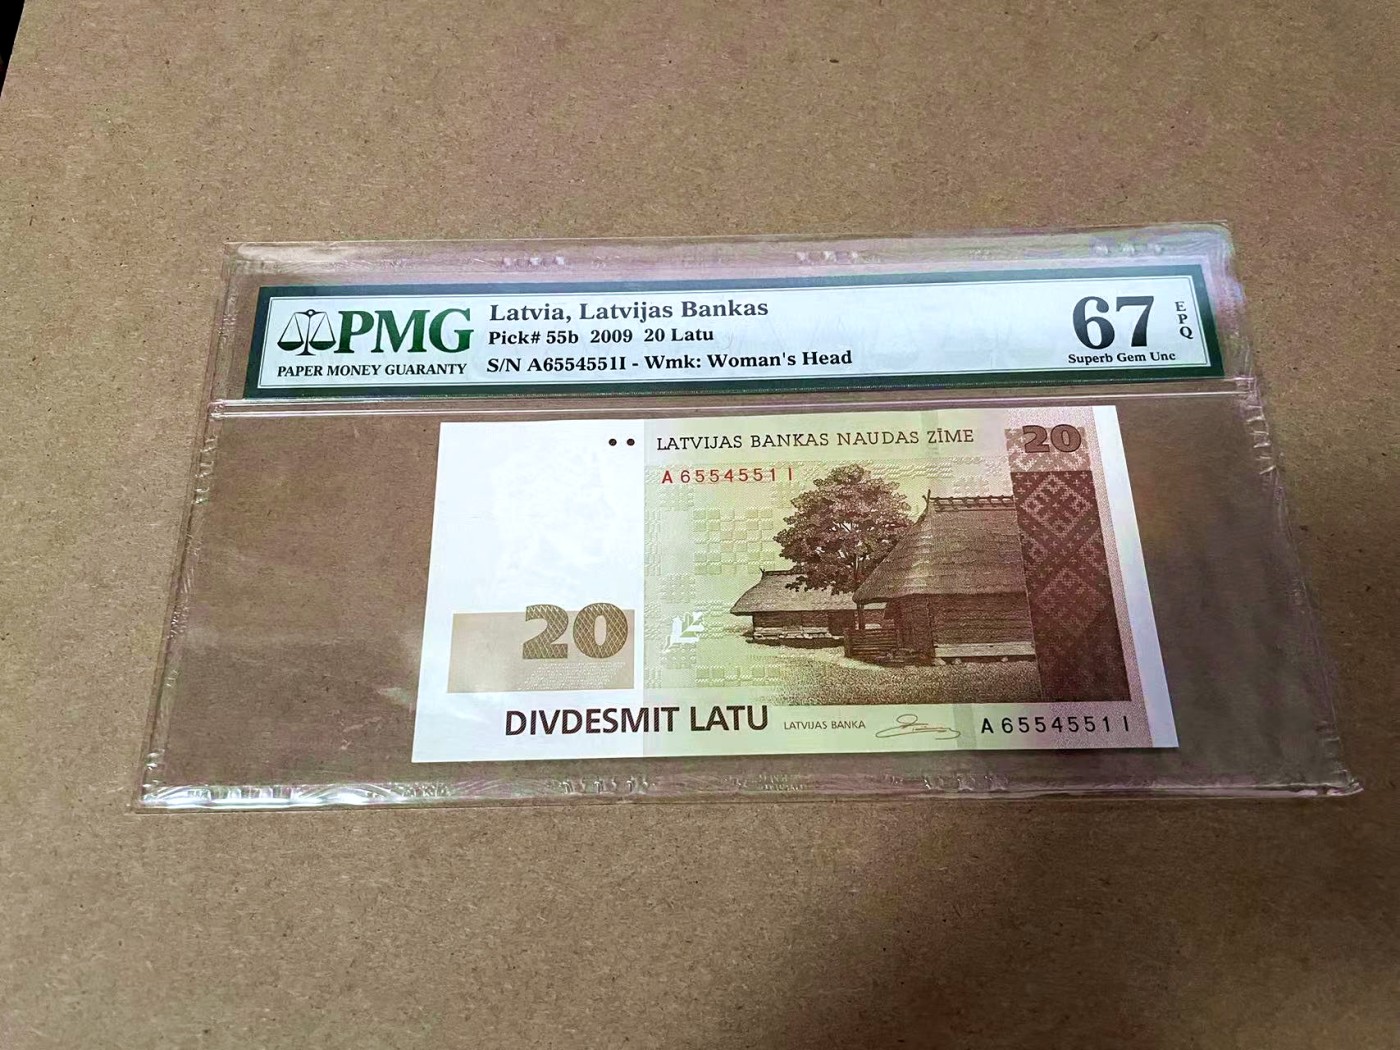 PMG
PAPER MONEY GUARANTY
Latvia, Latvijas Bankas
Pick# 55b 2009 20 Latu
S/N A6554551I - Wmk: Woman's Head
67
EPQ
Superb Gem Unc
LATVIJAS BANKAS NAUDAS ZĪME
20
A 6554551 I
20
DIVDESMIT LATU
LATVIJAS BANKA
A 6554551 I